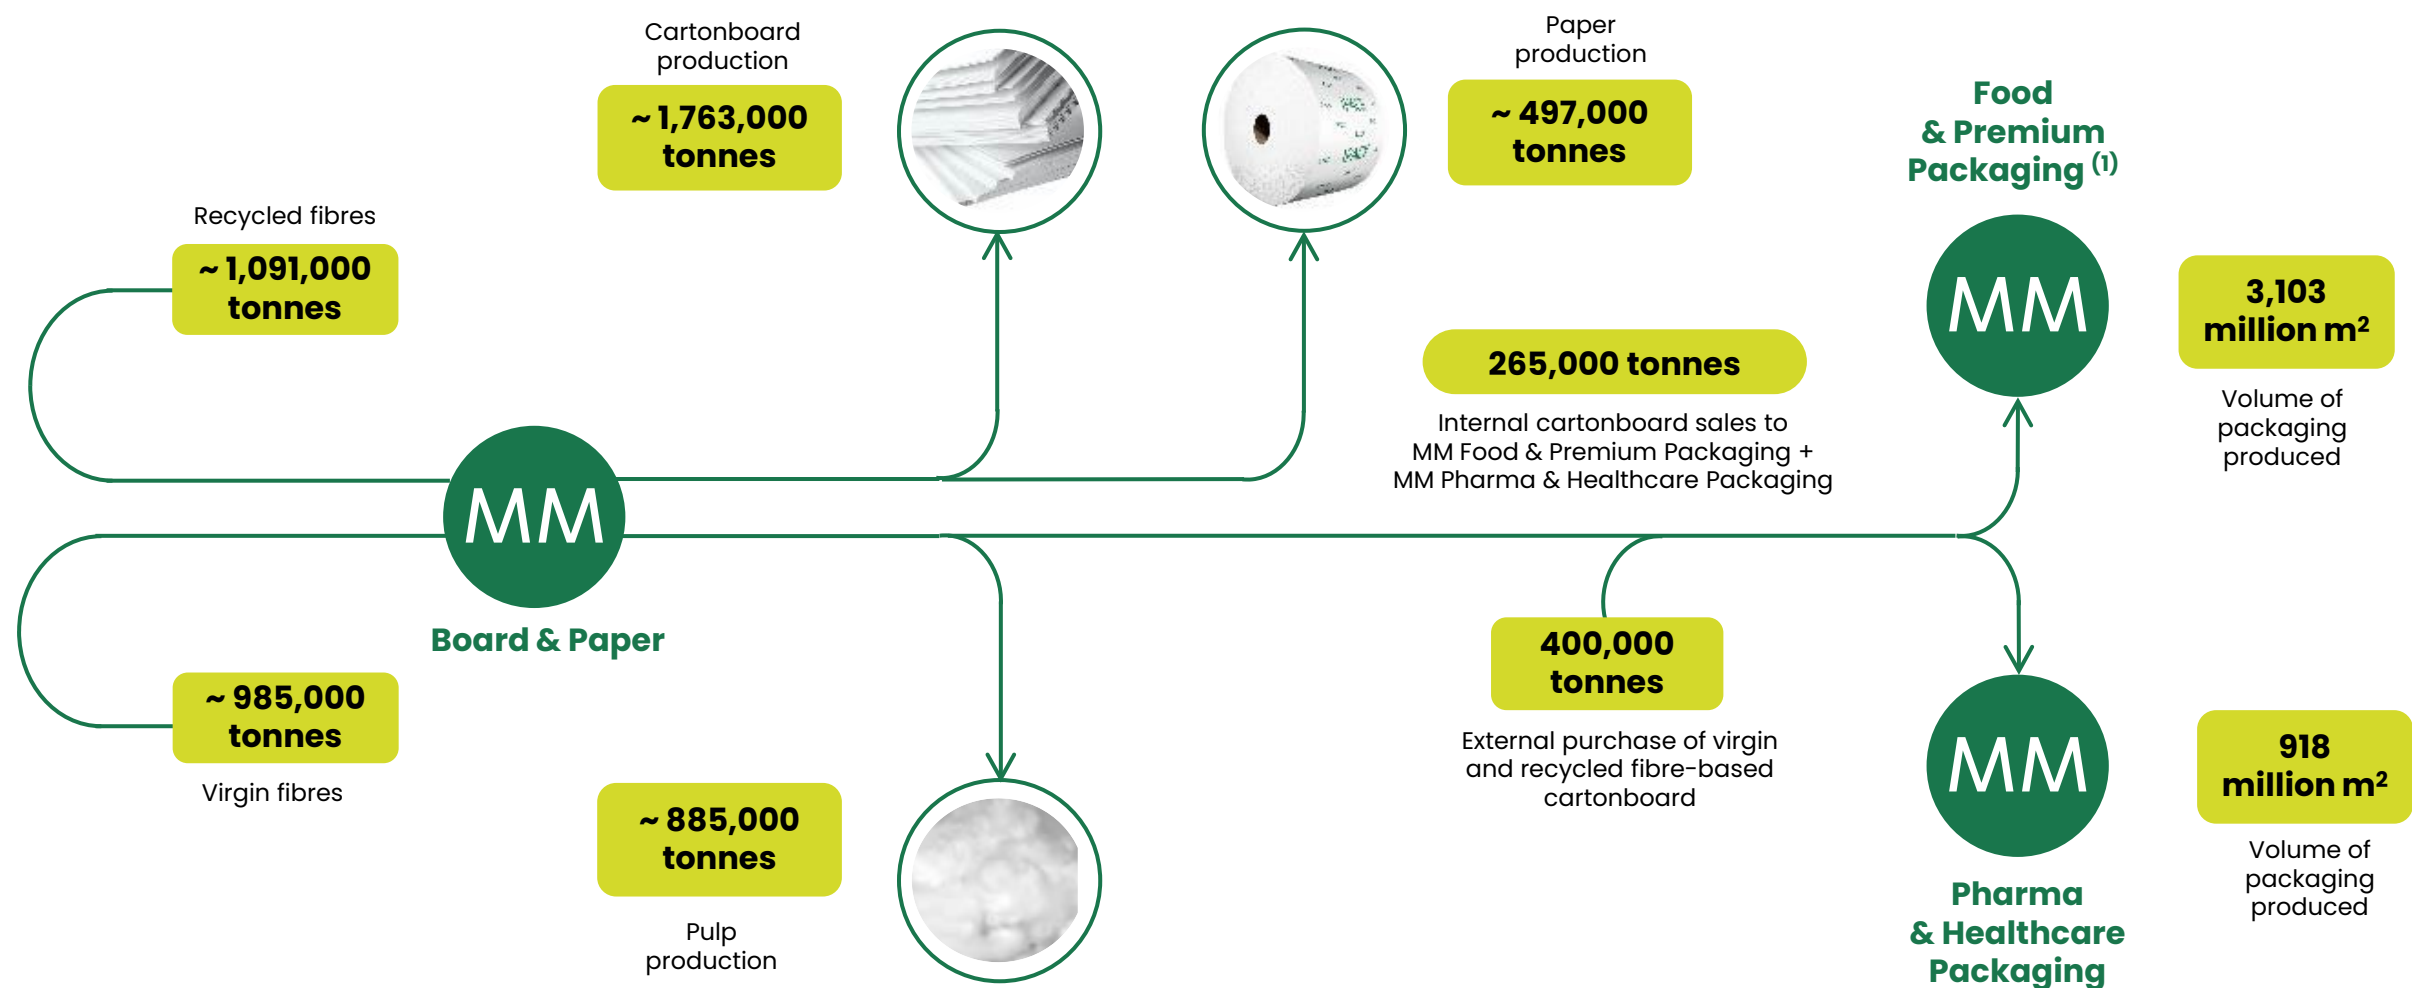 Cartonboard
production
~ 1,763,000
tonnes
Paper
production
~ 497,000
tonnes
Food
& Premium
Packaging (1)
MM
3,103
million m²
Volume of
packaging
produced
Recycled fibres
~ 1,091,000
tonnes
265,000 tonnes
Internal cartonboard sales to
MM Food & Premium Packaging +
MM Pharma & Healthcare Packaging
MM
Board & Paper
~ 985,000
tonnes
Virgin fibres
~ 885,000
tonnes
Pulp
production
400,000
tonnes
External purchase of virgin
and recycled fibre-based
cartonboard
MM
Pharma
& Healthcare
Packaging
918
million m²
Volume of
packaging
produced